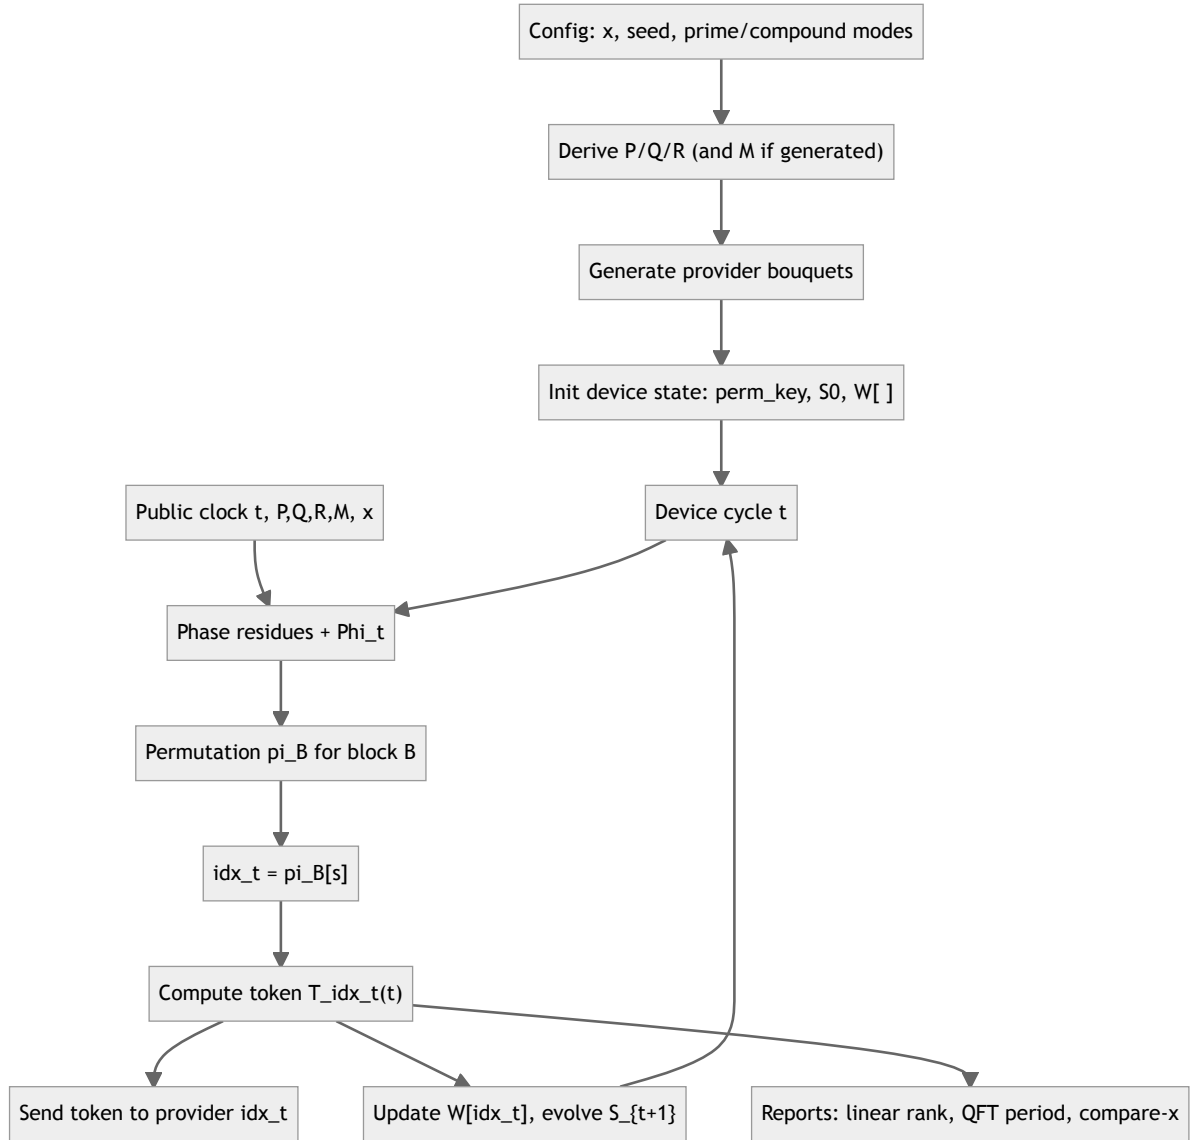 Config: x, seed, prime/compound modes
Derive P/Q/R (and M if generated)
Generate provider bouquets
Init device state: perm_key, S0, W[ ]
Public clock t, P,Q,R,M, x
Device cycle t
Phase residues + Phi_t
Permutation pi_B for block B
idx_t = pi_B[s]
Compute token T_idx_t(t)
Send token to provider idx_t
Update W[idx_t], evolve S_{t+1}
Reports: linear rank, QFT period, compare-x